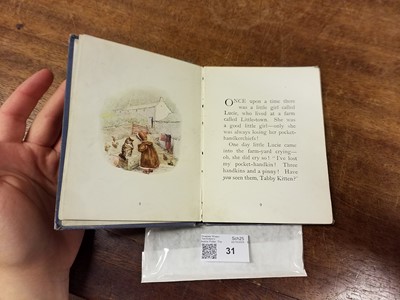 ONCE upon a time there
was a little girl called
Lucie, who lived at a farm
called Littletown. She was
a good little girl—only she
was always losing her pocket-
handkerchiefs!
One day little Lucie came
into the farm-yard crying—
oh, she did cry so! "I've lost
my pocket-handkin! Three
handkins and a pinny! Have
you seen them, Tabby Kitten?"
31